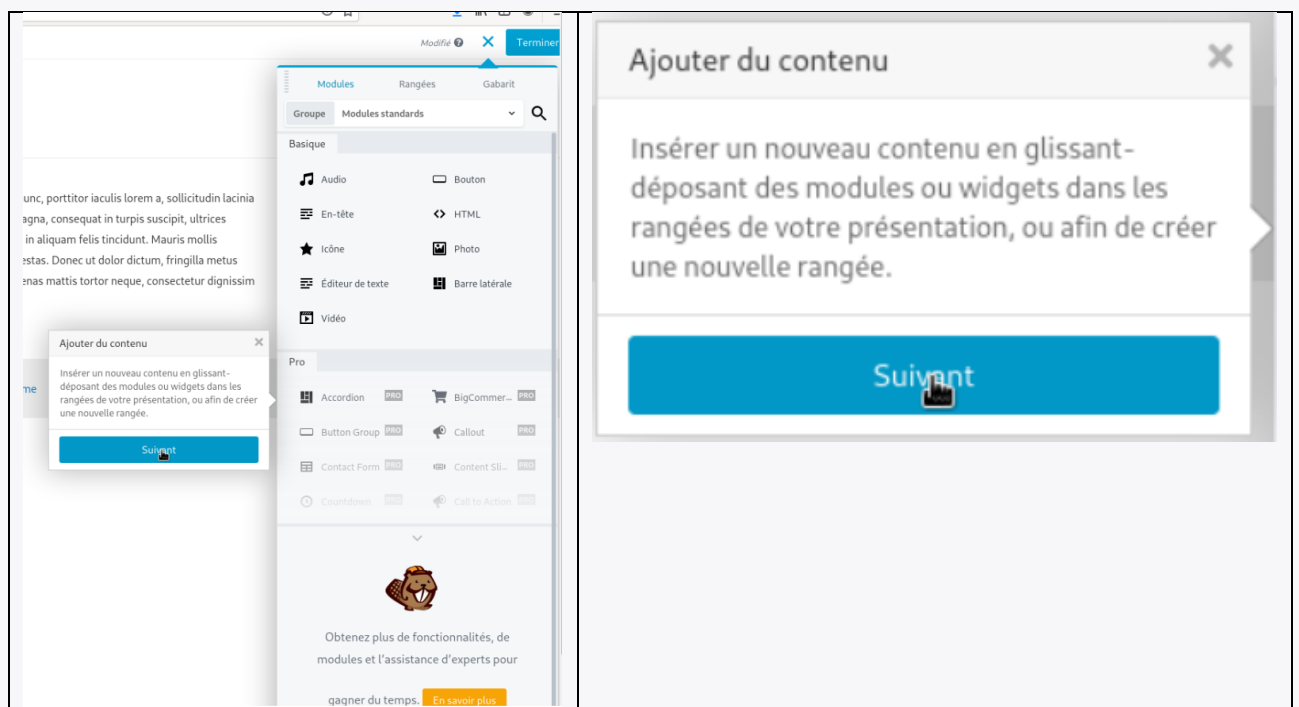 Modifié
Terminer
Modules Rangées Gabarit
Groupe Modules standards
Basique
Audio Bouton
En-tête HTML
Icône Photo
Éditeur de texte Barre latérale
Vidéo
Pro
Accordion PRO BigCommer... PRO
Button Group PRO Callout PRO
Contact Form PRO Content Sli... PRO
Countdown PRO Call to Action PRO
Obtenez plus de fonctionnalités, de
modules et l'assistance d'experts pour
gagner du temps. En savoir plus
unc, porttitor iaculis lorem a, sollicitudin lacinia
agna, consequat in turpis suscipit, ultrices
in aliquam felis tincidunt. Mauris mollis
estas. Donec ut dolor dictum, fringilla metus
enas mattis tortor neque, consectetur dignissim
me
Ajouter du contenu
Insérer un nouveau contenu en glissant-
déposant des modules ou widgets dans les
rangées de votre présentation, ou afin de créer
une nouvelle rangée.
Suivant
Ajouter du contenu
Insérer un nouveau contenu en glissant-
déposant des modules ou widgets dans les
rangées de votre présentation, ou afin de créer
une nouvelle rangée.
Suivant